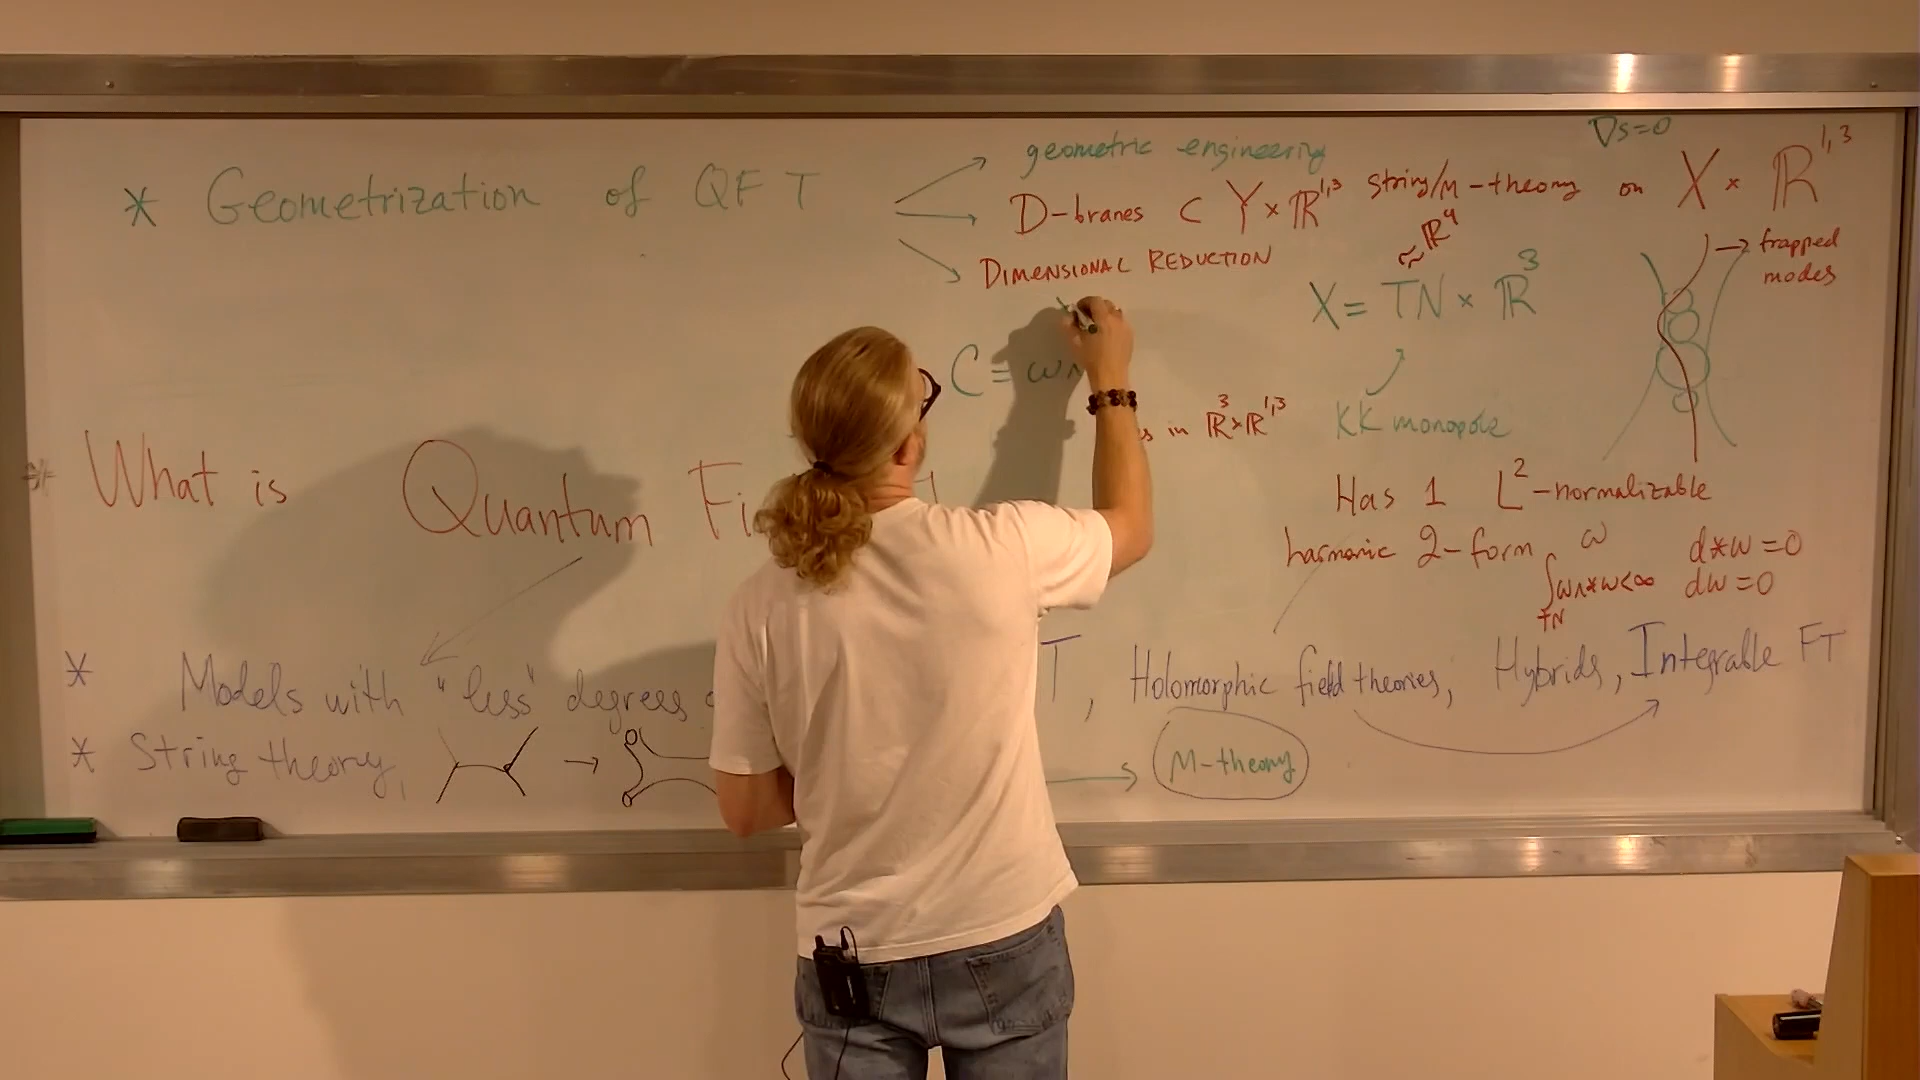 ∇s=0
geometric engineering
* Geometrization of QFT
D-branes ⊂ Y × ℝ^1,3 string/M-theory on X × ℝ^1,3
≃ ℝ^4
DIMENSIONAL REDUCTION
trapped
modes
X = TN × ℝ^3
C = ω∧
in ℝ^3×ℝ^1,3
KK monopole
What is Quantum
Has 1 L^2-normalizable
harmonic 2-form ω d*ω=0
∫_TN ω∧*ω<∞ dω=0
* Models with "less" degrees T, Holomorphic field theories, Hybrids, Integrable FT
* String theory, → → M-theory